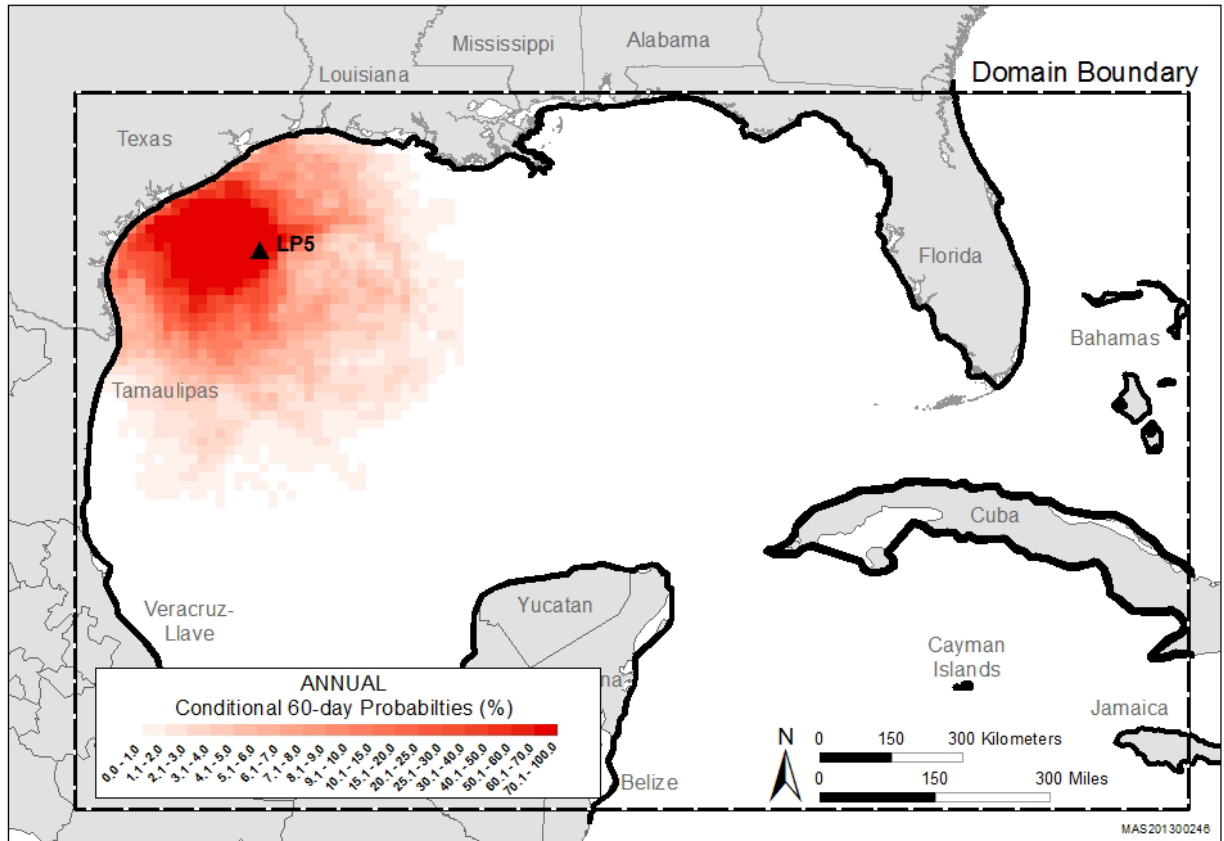 Mississippi
Alabama
Louisiana
Domain Boundary
Texas
LP5
Florida
Bahamas
Tamaulipas
Cuba
Yucatan
Veracruz-
Llave
Cayman
Islands
ANNUAL
Conditional 60-day Probabilties (%)
na
0.0 - 1.0
1.1 - 2.0
2.1 - 3.0
3.1 - 4.0
4.1 - 5.0
5.1 - 6.0
6.1 - 7.0
7.1 - 8.0
8.1 - 9.0
9.1 - 10.0
10.1 - 15.0
15.1 - 20.0
20.1 - 25.0
25.1 - 30.0
30.1 - 40.0
40.1 - 50.0
50.1 - 60.0
60.1 - 70.0
70.1 - 100.0
Jamaica
N
0 150 300 Kilometers
0 150 300 Miles
Belize
MAS201300246